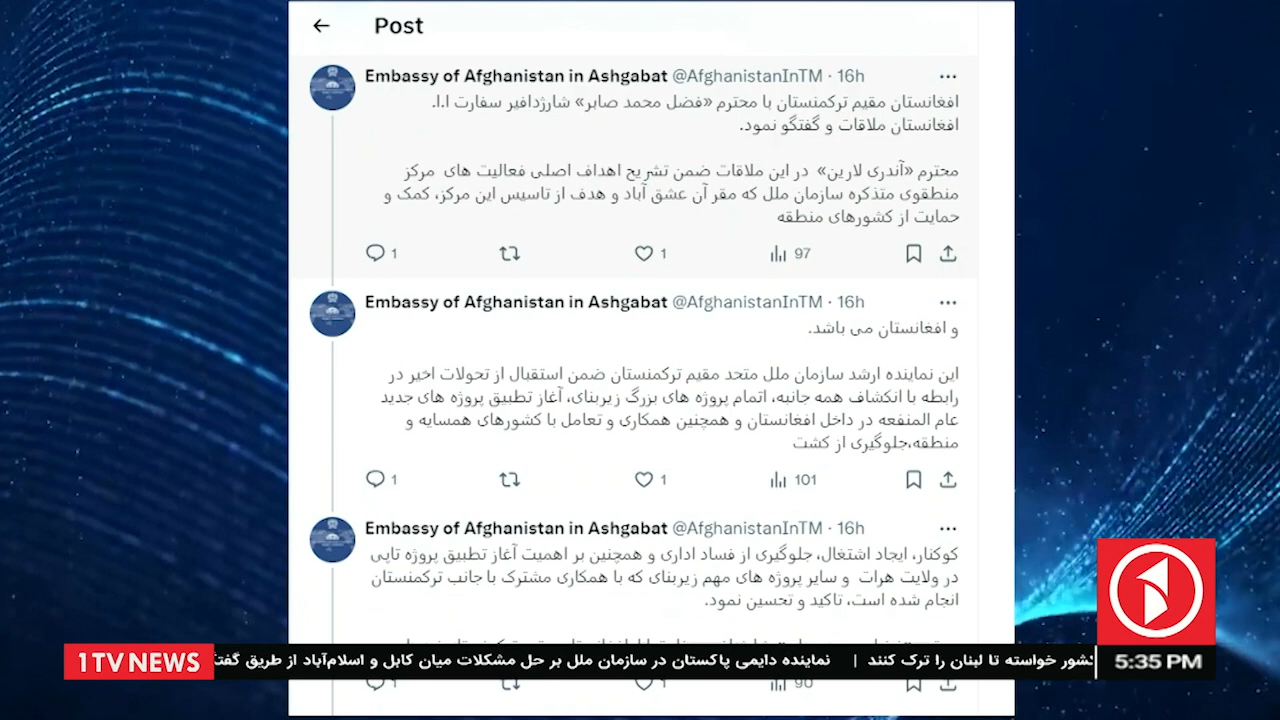 Post
Embassy of Afghanistan in Ashgabat @AfghanistanInTM · 16h
افغانستان مقیم ترکمنستان با محترم «فضل محمد صابر» شارژدافیر سفارت ا.ا.
افغانستان ملاقات و گفتگو نمود.
محترم «آندری لارین» در این ملاقات ضمن تشریح اهداف اصلی فعالیت های مرکز
منطقوی متذکره سازمان ملل که مقر آن عشق آباد و هدف از تاسیس این مرکز، کمک و
حمایت از کشورهای منطقه
1 1 97
Embassy of Afghanistan in Ashgabat @AfghanistanInTM · 16h
و افغانستان می باشد.
این نماینده ارشد سازمان ملل متحد مقیم ترکمنستان ضمن استقبال از تحولات اخیر در
رابطه با انکشاف همه جانبه، اتمام پروژه های بزرگ زیربنای، آغاز تطبیق پروژه های جدید
عام المنفعه در داخل افغانستان و همچنین همکاری و تعامل با کشورهای همسایه و
منطقه،جلوگیری از کشت
1 1 101
Embassy of Afghanistan in Ashgabat @AfghanistanInTM · 16h
کوکنار، ایجاد اشتغال، جلوگیری از فساد اداری و همچنین بر اهمیت آغاز تطبیق پروژه تاپی
در ولایت هرات و سایر پروژه های مهم زیربنای که با همکاری مشترک با جانب ترکمنستان
انجام شده است، تاکید و تحسین نمود.
1TV NEWS
کشور خواسته تا لبنان را ترک کنند | نماینده دایمی پاکستان در سازمان ملل بر حل مشکلات میان کابل و اسلام‌آباد از طریق
5:35 PM